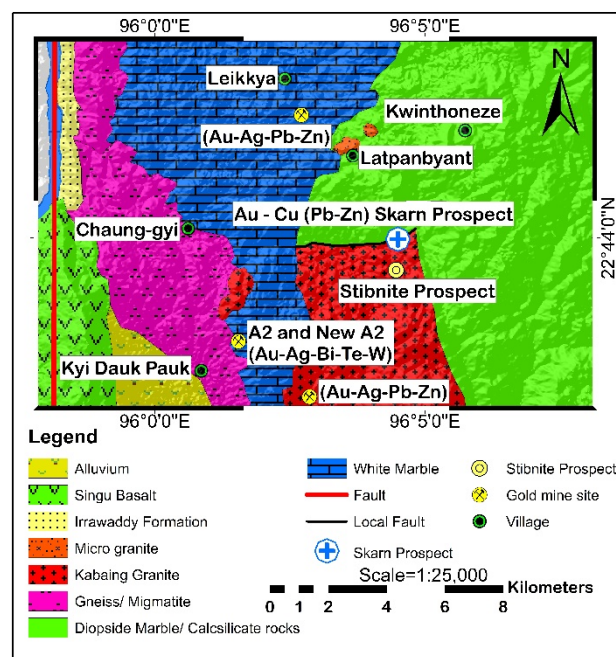 96°0'0"E 96°5'0"E
N
Leikkya
Kwinthoneze
(Au-Ag-Pb-Zn)
Latpanbyant
Au - Cu (Pb-Zn) Skarn Prospect
Chaung-gyi
22°44'0"N
Stibnite Prospect
A2 and New A2
(Au-Ag-Bi-Te-W)
Kyi Dauk Pauk
(Au-Ag-Pb-Zn)
96°0'0"E 96°5'0"E
Legend
Alluvium
Singu Basalt
Irrawaddy Formation
Micro granite
Kabaing Granite
Gneiss/ Migmatite
Diopside Marble/ Calcsilicate rocks
White Marble
Fault
Local Fault
Skarn Prospect
Stibnite Prospect
Gold mine site
Village
Scale=1:25,000
Kilometers
0 1 2 4 6 8